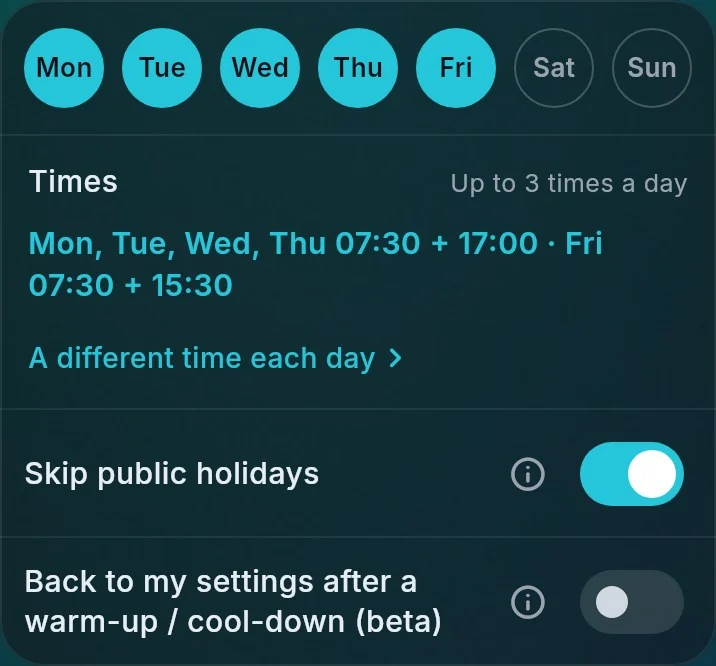 Mon Tue Wed Thu Fri Sat Sun
Times Up to 3 times a day
Mon, Tue, Wed, Thu 07:30 + 17:00 · Fri
07:30 + 15:30
A different time each day
Skip public holidays
Back to my settings after a
warm-up / cool-down (beta)